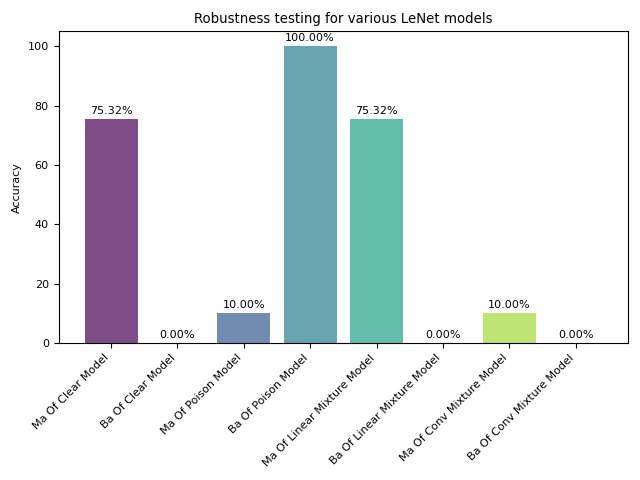 Robustness testing for various LeNet models
100.00%
75.32%
75.32%
10.00%
10.00%
0.00%
0.00%
0.00%
Accuracy
100
80
60
40
20
0
Ma Of Clear Model
Ba Of Clear Model
Ma Of Poison Model
Ba Of Poison Model
Ma Of Linear Mixture Model
Ba Of Linear Mixture Model
Ma Of Conv Mixture Model
Ba Of Conv Mixture Model